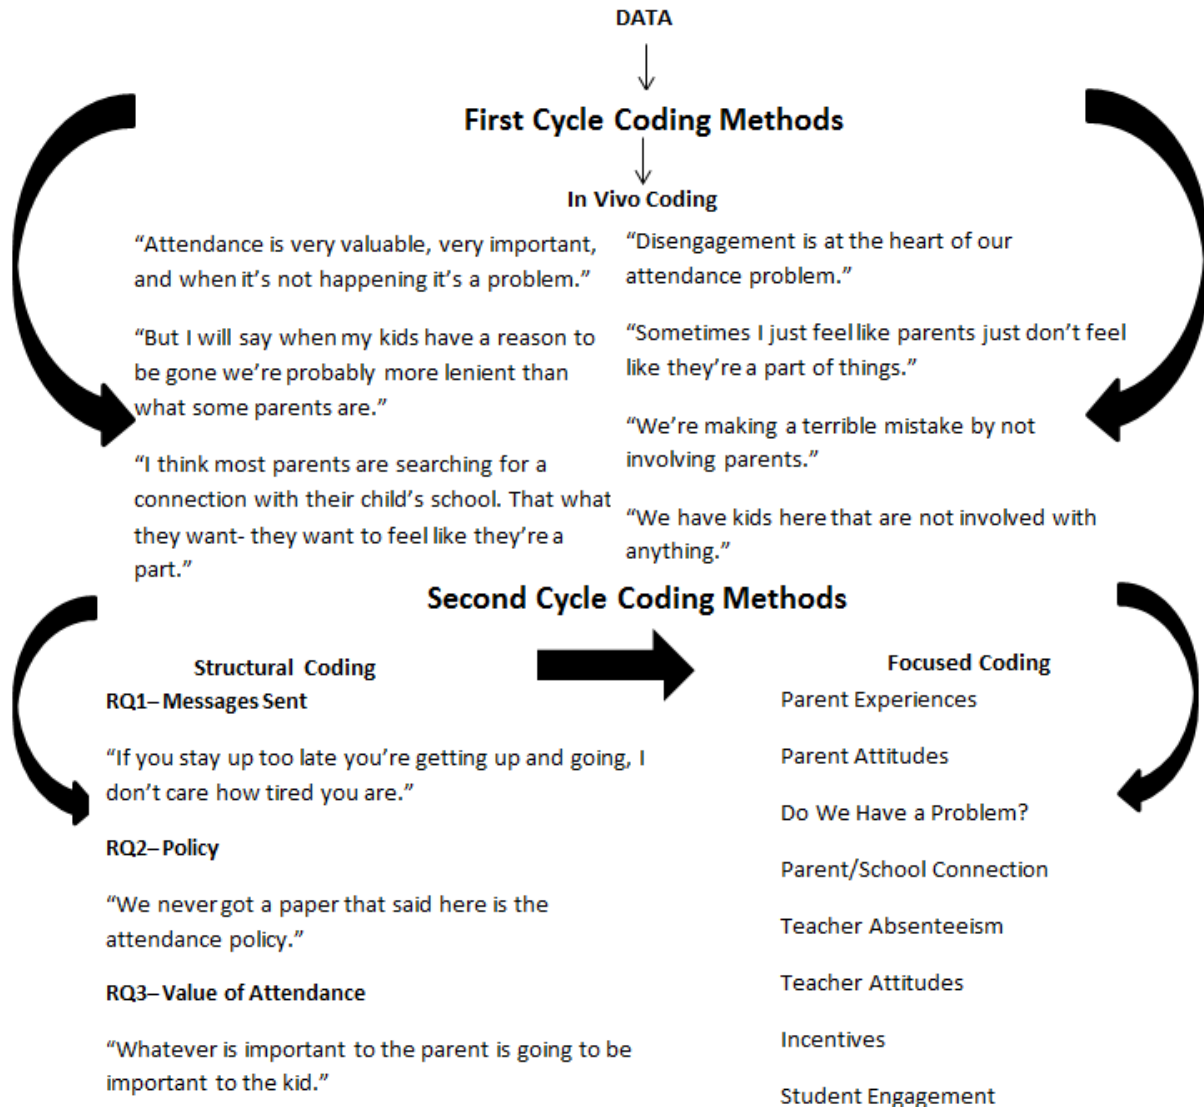 DATA
First Cycle Coding Methods
In Vivo Coding
“Attendance is very valuable, very important,
and when it’s not happening it’s a problem.”
“But I will say when my kids have a reason to
be gone we’re probably more lenient than
what some parents are.”
“I think most parents are searching for a
connection with their child’s school. That what
they want- they want to feel like they’re a
part.”
“Disengagement is at the heart of our
attendance problem.”
“Sometimes I just feel like parents just don’t feel
like they’re a part of things.”
“We’re making a terrible mistake by not
involving parents.”
“We have kids here that are not involved with
anything.”
Second Cycle Coding Methods
Structural Coding
RQ1– Messages Sent
“If you stay up too late you’re getting up and going, I
don’t care how tired you are.”
RQ2– Policy
“We never got a paper that said here is the
attendance policy.”
RQ3– Value of Attendance
“Whatever is important to the parent is going to be
important to the kid.”
Focused Coding
Parent Experiences
Parent Attitudes
Do We Have a Problem?
Parent/School Connection
Teacher Absenteeism
Teacher Attitudes
Incentives
Student Engagement